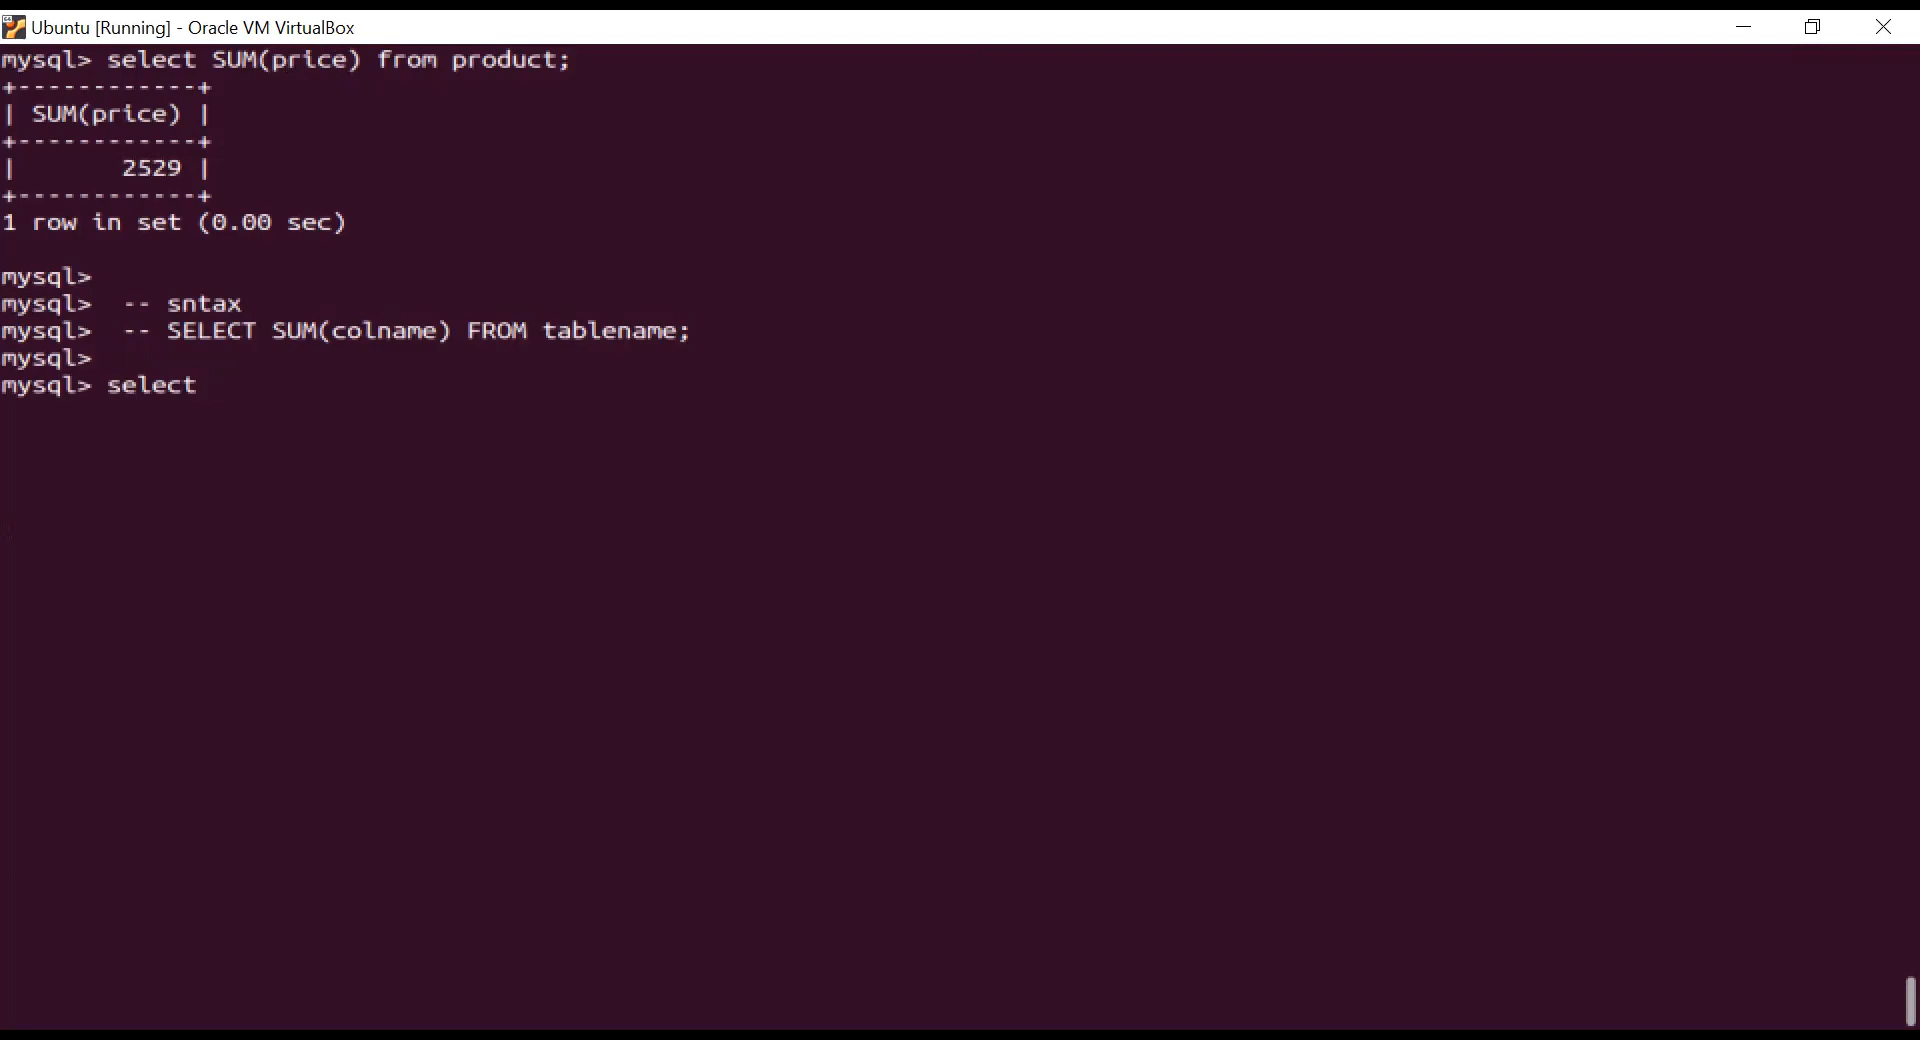 Ubuntu [Running] - Oracle VM VirtualBox
mysql> select SUM(price) from product;
+------------+
| SUM(price) |
+------------+
|       2529 |
+------------+
1 row in set (0.00 sec)
mysql>
mysql>  -- sntax
mysql>  -- SELECT SUM(colname) FROM tablename;
mysql>
mysql> select